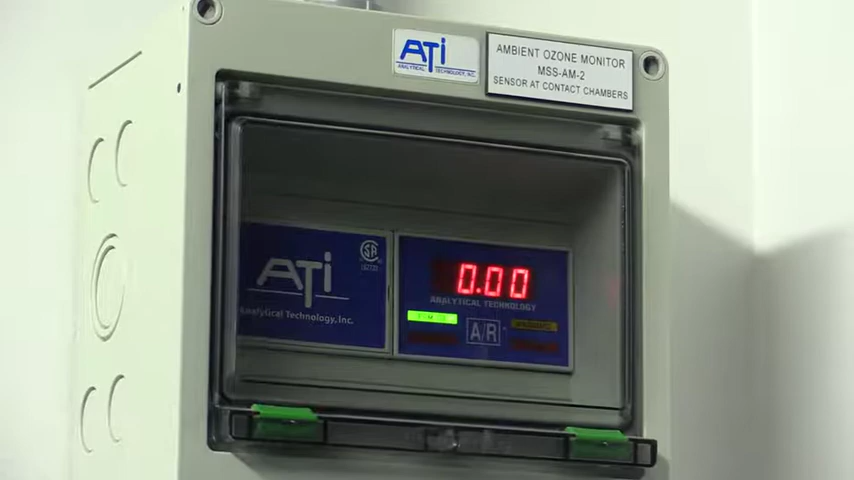 ATi
ANALYTICAL TECHNOLOGY, INC.
AMBIENT OZONE MONITOR
MSS-AM-2
SENSOR AT CONTACT CHAMBERS
ATi
Analytical Technology, Inc.
0.00
ANALYTICAL TECHNOLOGY
A/R